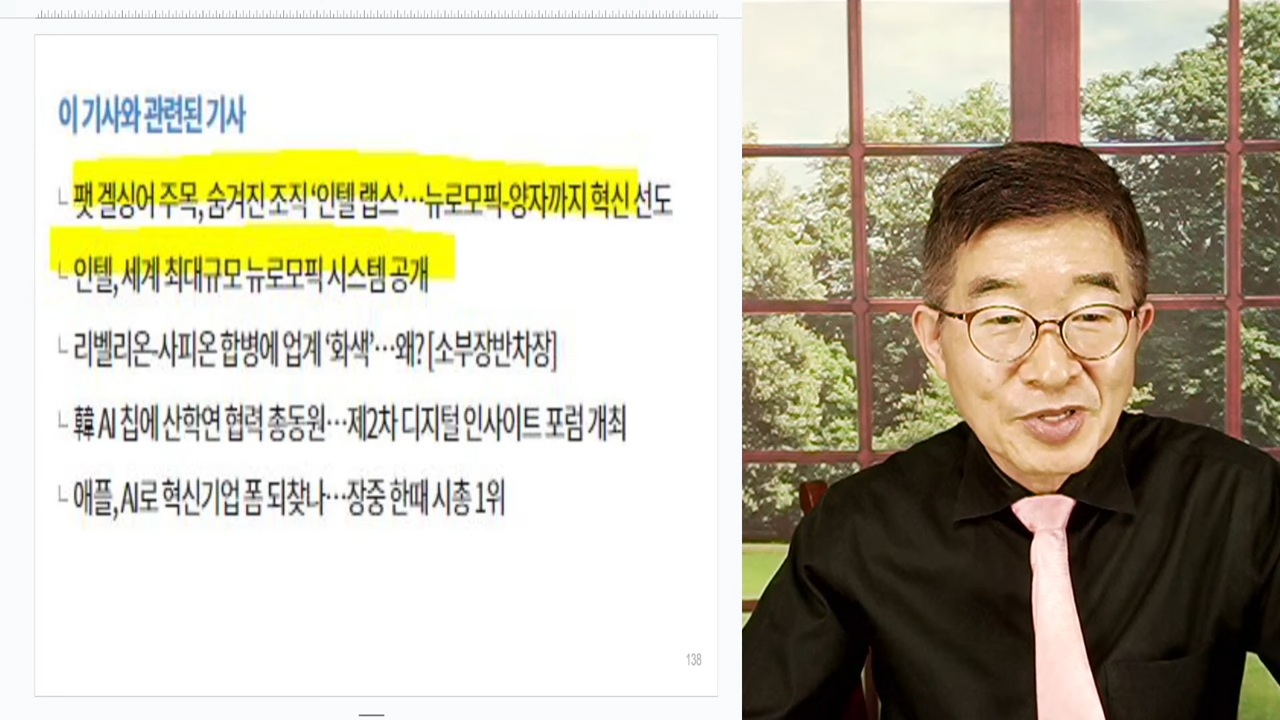 이 기사와 관련된 기사
└ 팻 겔싱어 주목, 숨겨진 조직 ‘인텔 랩스’…뉴로모픽-양자까지 혁신 선도
└ 인텔, 세계 최대규모 뉴로모픽 시스템 공개
└ 리벨리온-사피온 합병에 업계 ‘화색’…왜? [소부장반차장]
└ 韓 AI 칩에 산학연 협력 총동원…제2차 디지털 인사이트 포럼 개최
└ 애플, AI로 혁신기업 폼 되찾나…장중 한때 시총 1위
138